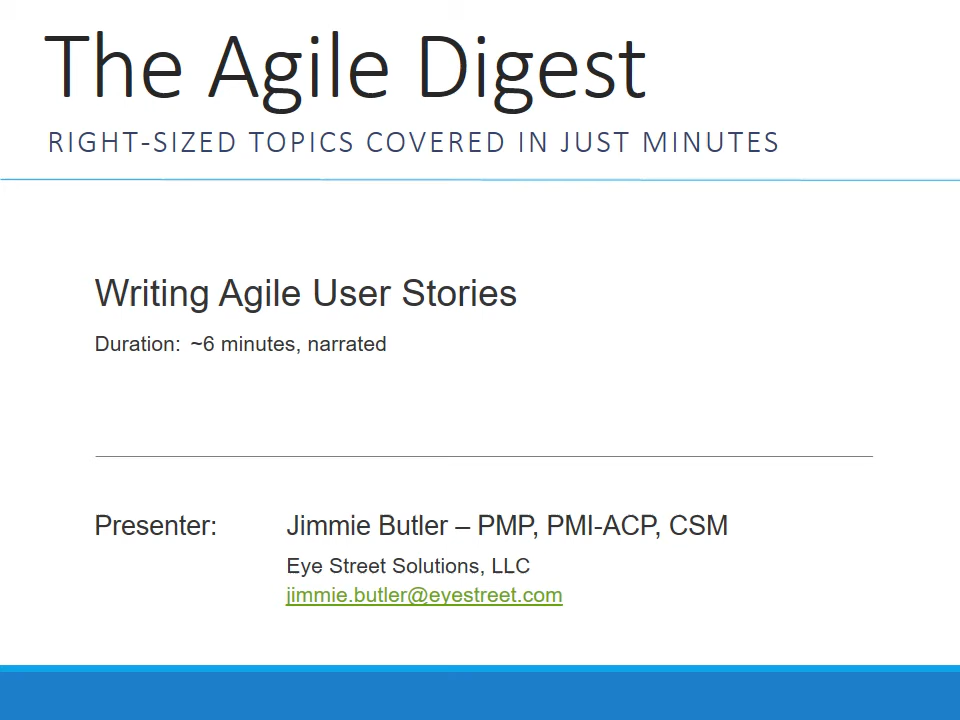 The Agile Digest
RIGHT-SIZED TOPICS COVERED IN JUST MINUTES
Writing Agile User Stories
Duration: ~6 minutes, narrated
Presenter: Jimmie Butler – PMP, PMI-ACP, CSM
Eye Street Solutions, LLC
jimmie.butler@eyestreet.com